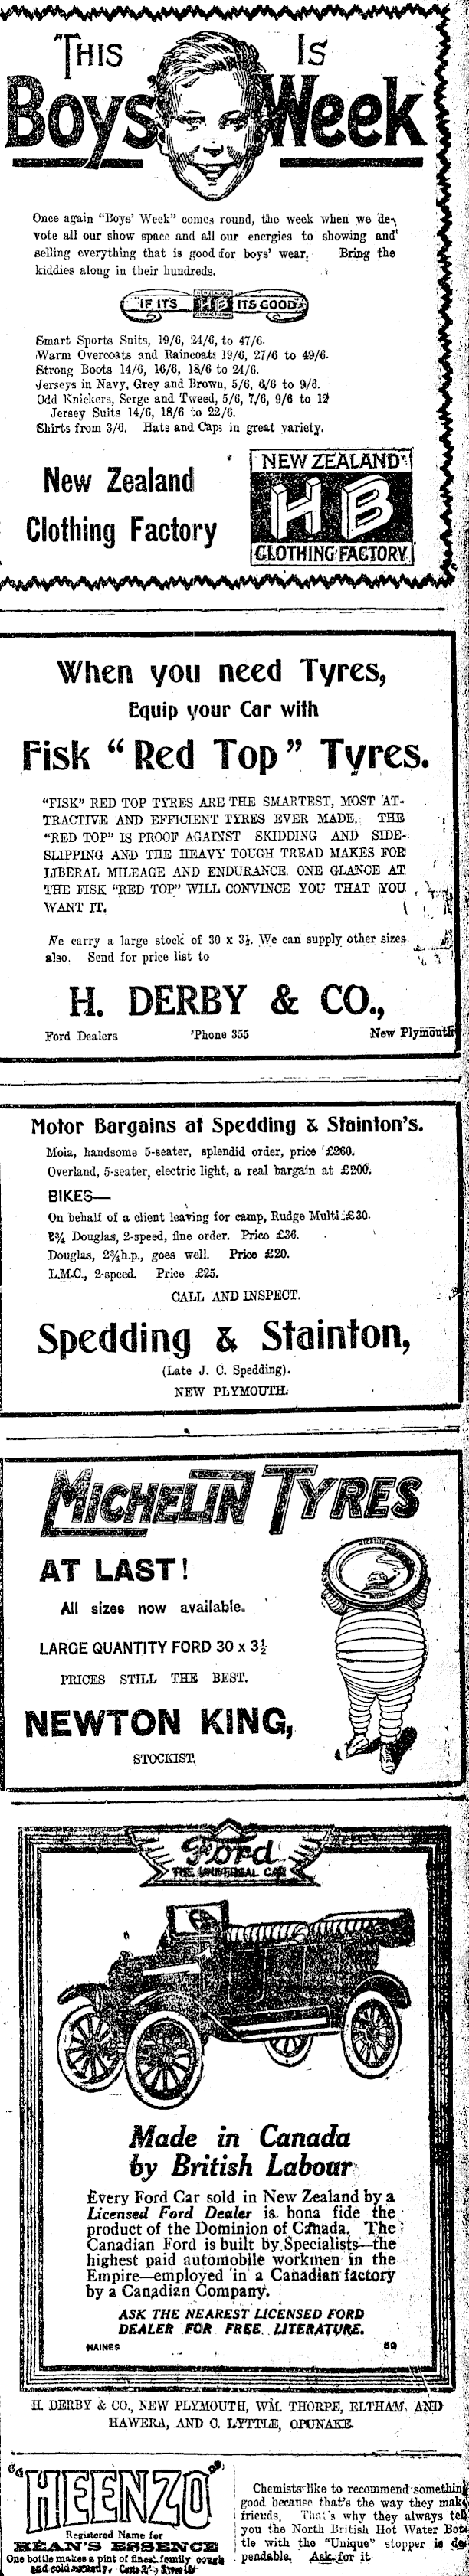 THIS IS
Boys' Week
Once again "Boys' Week" comes round, the week when we de-
vote all our show space and all our energies to showing and
selling everything that is good for boys' wear. Bring the
kiddies along in their hundreds.
"IF IT'S NEW ZEALAND HB CLOTHING FACTORY IT'S GOOD"
Smart Sports Suits, 19/6, 24/6, to 47/6.
Warm Overcoats and Raincoats 19/6, 27/6 to 49/6.
Strong Boots 14/6, 16/6, 18/6 to 24/6.
Jerseys in Navy, Grey and Brown, 5/6, 6/6 to 9/6.
Odd Knickers, Serge and Tweed, 5/6, 7/6, 9/6 to 12
Jersey Suits 14/6, 18/6 to 22/6.
Shirts from 3/6. Hats and Caps in great variety.
New Zealand
Clothing Factory
NEW ZEALAND
HB
CLOTHING FACTORY
When you need Tyres,
Equip your Car with
Fisk "Red Top" Tyres.
"FISK" RED TOP TYRES ARE THE SMARTEST, MOST AT-
TRACTIVE AND EFFICIENT TYRES EVER MADE. THE
"RED TOP" IS PROOF AGAINST SKIDDING AND SIDE-
SLIPPING AND THE HEAVY TOUGH TREAD MAKES FOR
LIBERAL MILEAGE AND ENDURANCE. ONE GLANCE AT
THE FISK "RED TOP" WILL CONVINCE YOU THAT YOU
WANT IT.
We carry a large stock of 30 x 3½. We can supply other sizes
also. Send for price list to
H. DERBY & CO.,
Ford Dealers 'Phone 355 New Plymouth
Motor Bargains at Spedding & Stainton's.
Moia, handsome 5-seater, splendid order, price £260.
Overland, 5-seater, electric light, a real bargain at £200.
BIKES—
On behalf of a client leaving for camp, Rudge Multi £30.
2¾ Douglas, 2-speed, fine order. Price £36.
Douglas, 2¾h.p., goes well. Price £20.
L.M.C., 2-speed. Price £25.
CALL AND INSPECT.
Spedding & Stainton,
(Late J. C. Spedding).
NEW PLYMOUTH.
MICHELIN TYRES
AT LAST!
All sizes now available.
LARGE QUANTITY FORD 30 x 3½
PRICES STILL THE BEST.
NEWTON KING,
STOCKIST,
Ford
THE UNIVERSAL CAR
Made in Canada
by British Labour
Every Ford Car sold in New Zealand by a
Licensed Ford Dealer is bona fide the
product of the Dominion of Canada. The
Canadian Ford is built by Specialists—the
highest paid automobile workmen in the
Empire—employed in a Canadian factory
by a Canadian Company.
ASK THE NEAREST LICENSED FORD
DEALER FOR FREE LITERATURE.
HAINES 59
H. DERBY & CO., NEW PLYMOUTH, WM. THORPE, ELTHAM, AND
HAWERA, AND C. LYTTLE, OPUNAKE.
"HEENZO"
Registered Name for
HEAN'S ESSENCE
One bottle makes a pint of finest family cough
and cold remedy.
Chemists like to recommend something
good because that's the way they make
friends. That's why they always tell
you the North British Hot Water Bot-
tle with the "Unique" stopper is de-
pendable. Ask for it